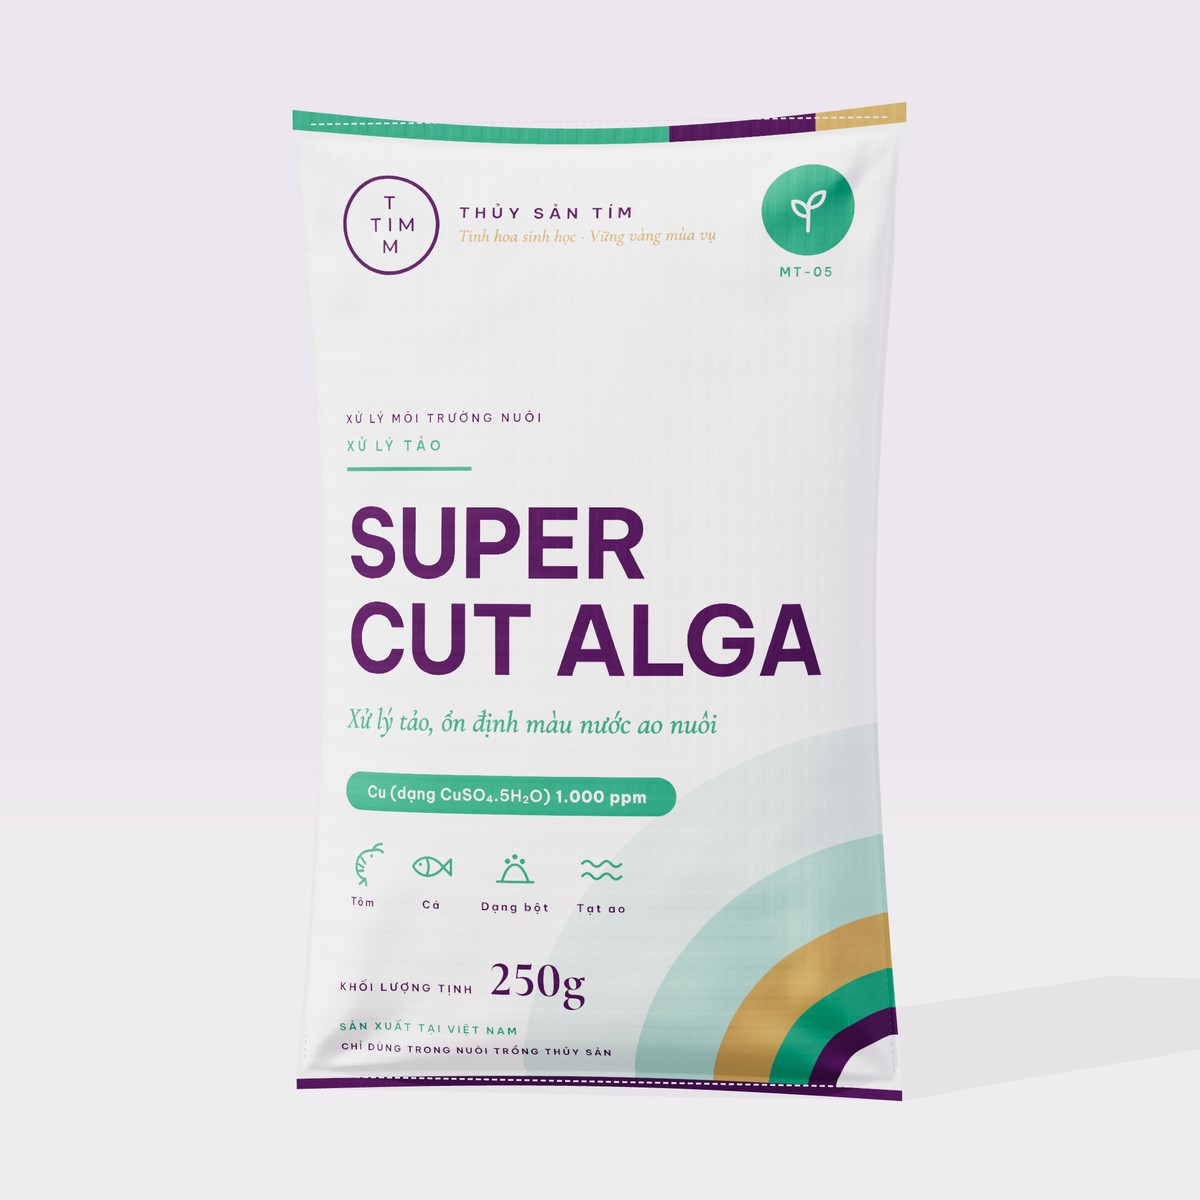 T
TIM
M
THỦY SẢN TÍM
Tinh hoa sinh học · Vững vàng mùa vụ
MT-05
XỬ LÝ MÔI TRƯỜNG NUÔI
XỬ LÝ TẢO
SUPER
CUT ALGA
Xử lý tảo, ổn định màu nước ao nuôi
Cu (dạng CuSO₄.5H₂O) 1.000 ppm
Tôm
Cá
Dạng bột
Tạt ao
KHỐI LƯỢNG TỊNH 250g
SẢN XUẤT TẠI VIỆT NAM
CHỈ DÙNG TRONG NUÔI TRỒNG THỦY SẢN